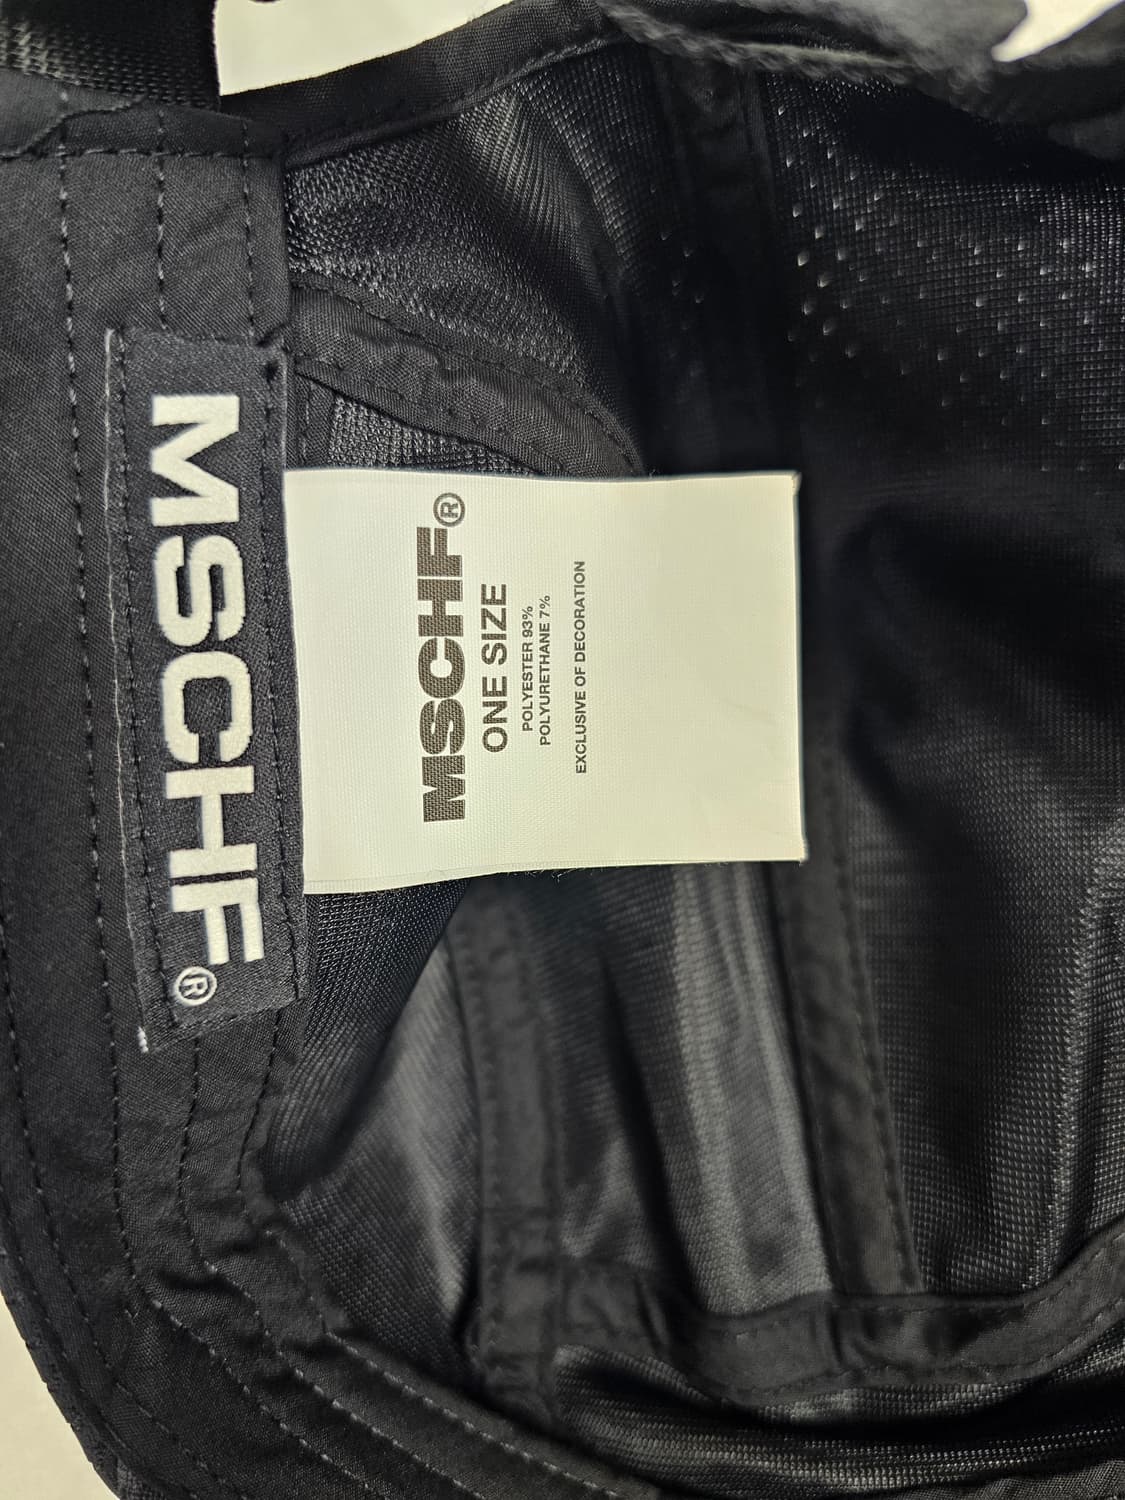 MSCHF®
MSCHF®
ONE SIZE
POLYESTER 93%
POLYURETHANE 7%
EXCLUSIVE OF DECORATION